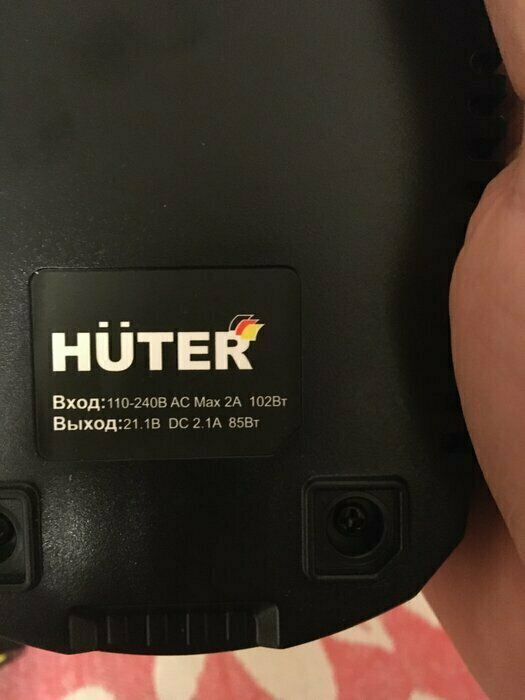 HÜTER
Вход:110-240В AC Max 2A 102Вт
Выход:21.1В DC 2.1A 85Вт